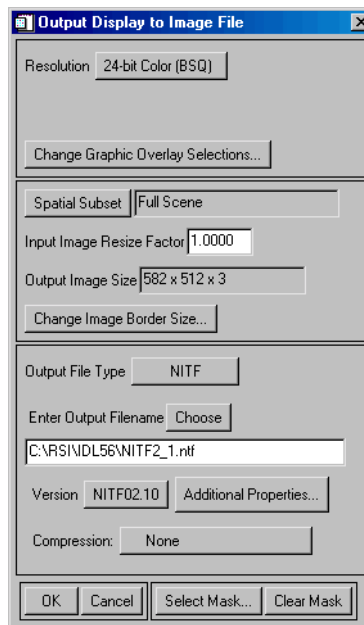 Output Display to Image File
Resolution 24-bit Color (BSQ)
Change Graphic Overlay Selections...
Spatial Subset Full Scene
Input Image Resize Factor 1.0000
Output Image Size 582 x 512 x 3
Change Image Border Size...
Output File Type NITF
Enter Output Filename Choose
C:\RSI\IDL56\NITF2_1.ntf
Version NITF02.10 Additional Properties...
Compression: None
OK Cancel Select Mask... Clear Mask